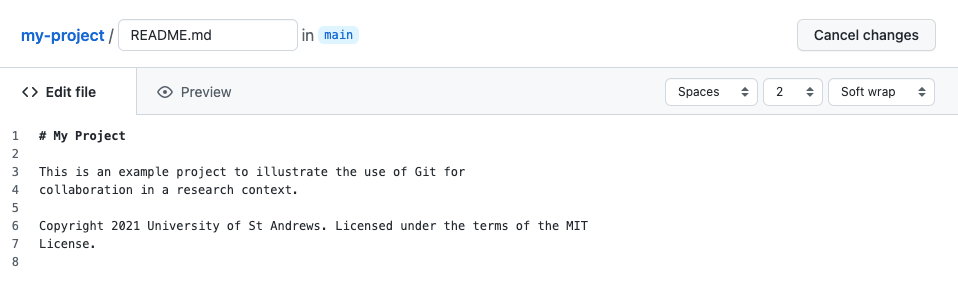 my-project / README.md in main Cancel changes
<> Edit file Preview Spaces 2 Soft wrap
1 # My Project
2
3 This is an example project to illustrate the use of Git for
4 collaboration in a research context.
5
6 Copyright 2021 University of St Andrews. Licensed under the terms of the MIT
7 License.
8